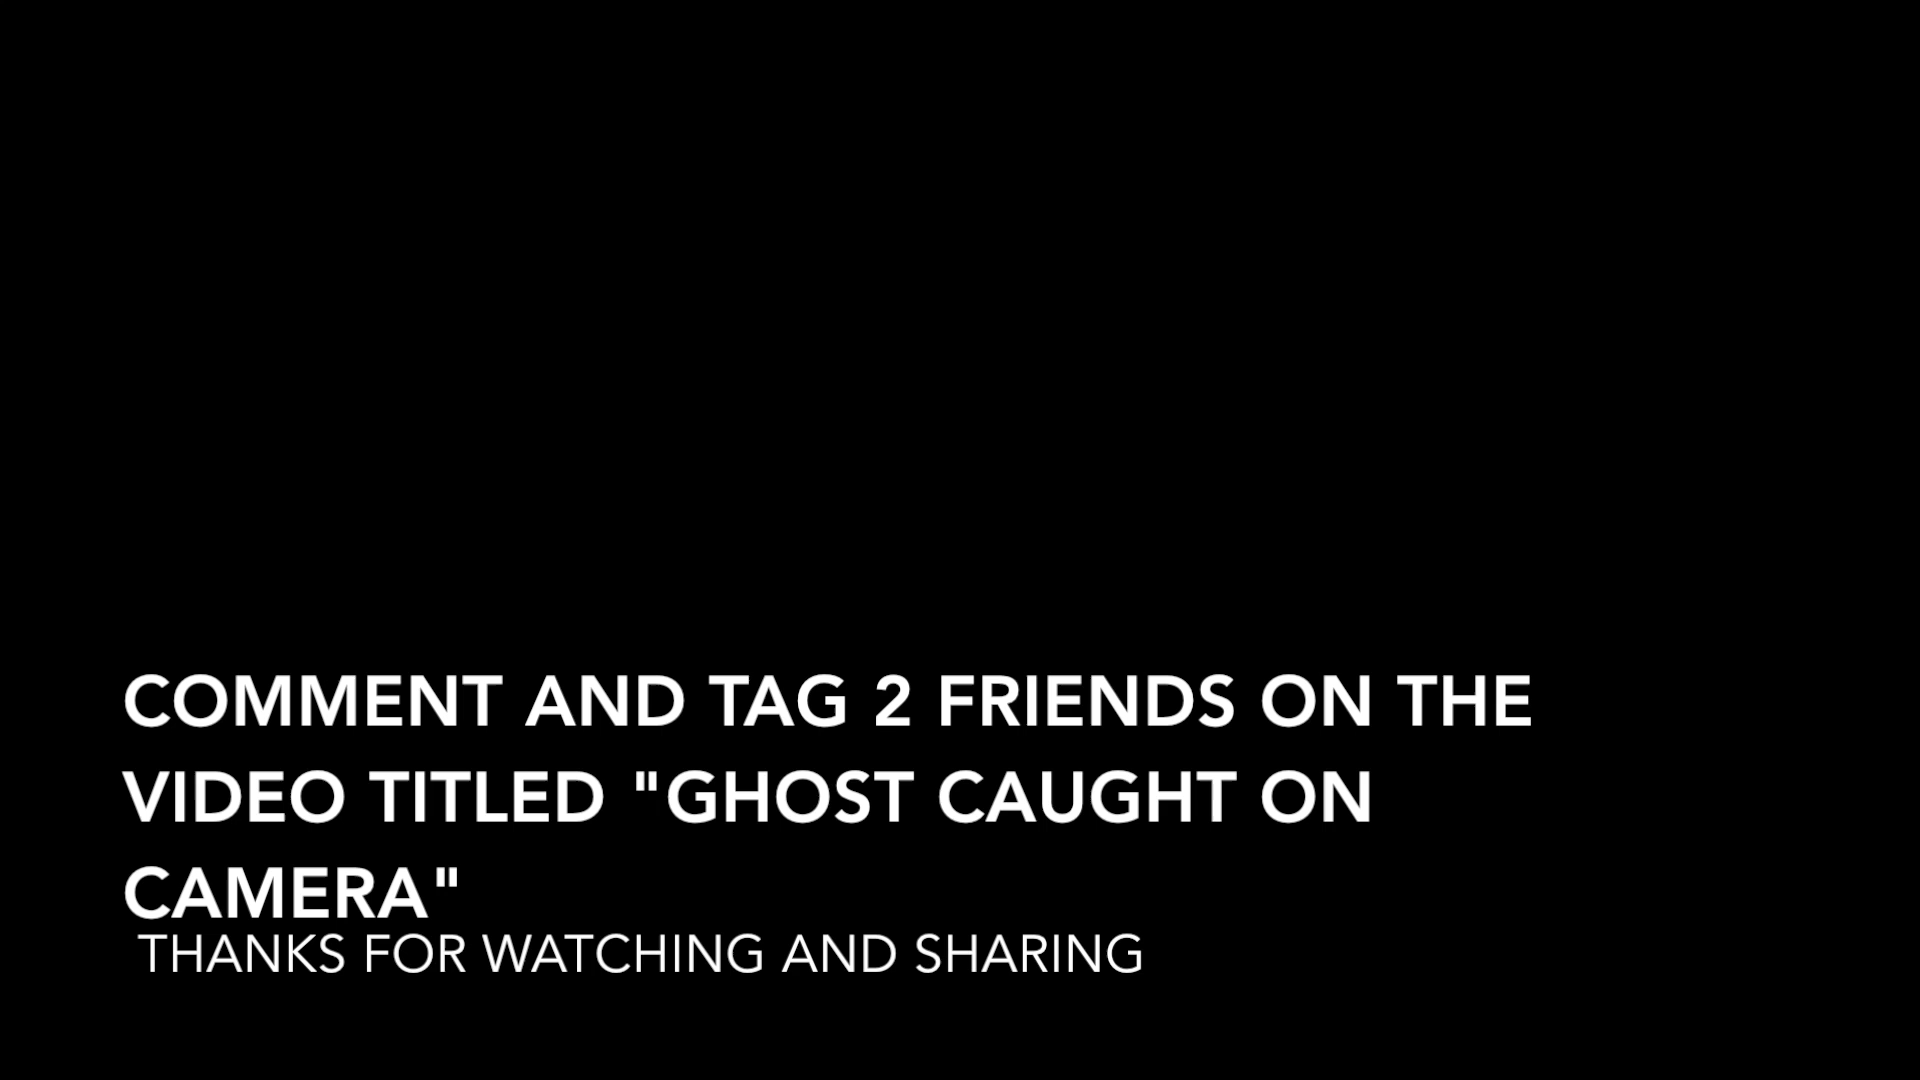 COMMENT AND TAG 2 FRIENDS ON THE
VIDEO TITLED "GHOST CAUGHT ON
CAMERA"
THANKS FOR WATCHING AND SHARING